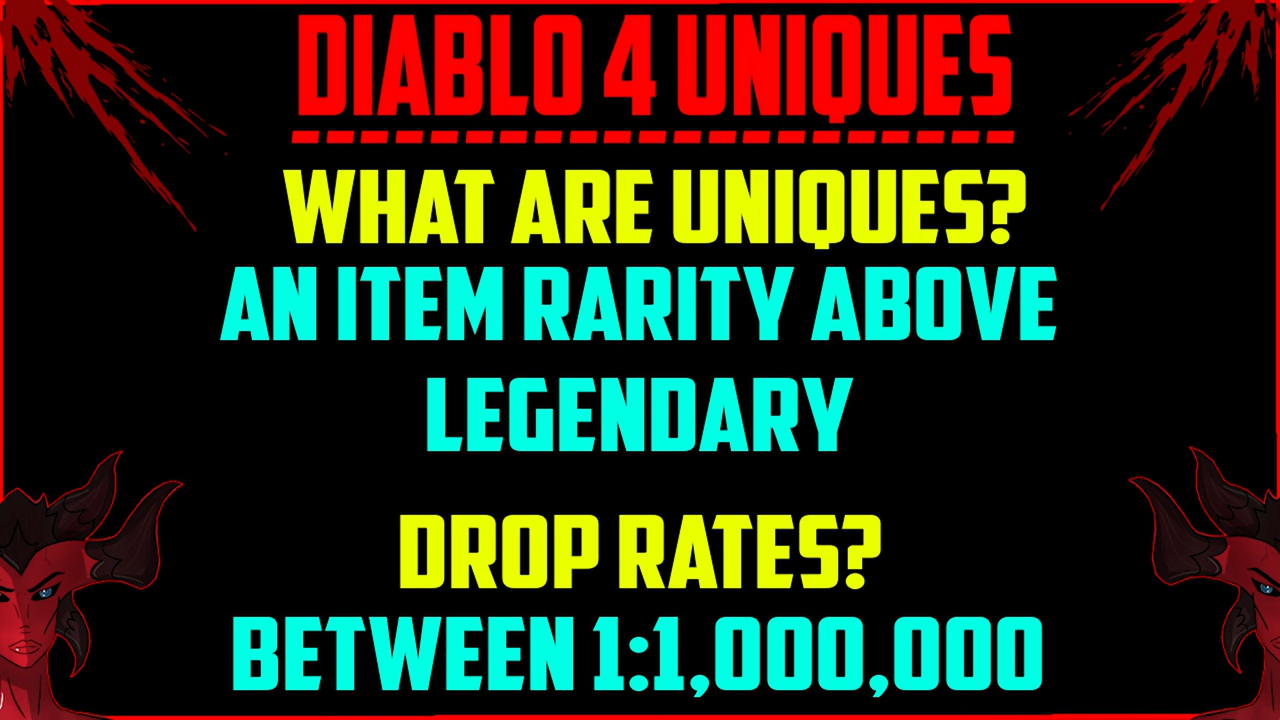 DIABLO 4 UNIQUES
WHAT ARE UNIQUES?
AN ITEM RARITY ABOVE
LEGENDARY
DROP RATES?
BETWEEN 1:1,000,000